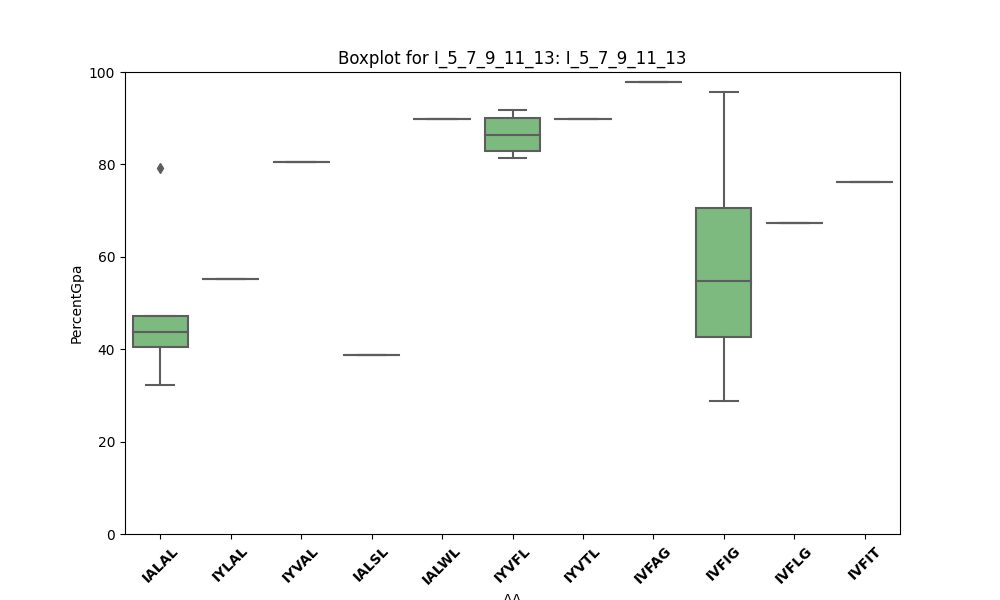 Boxplot for I_5_7_9_11_13: I_5_7_9_11_13
100
80
60
40
20
0
PercentGpa
IALAL
IYLAL
IYVAL
IALSL
IALWL
IYVFL
IYVTL
IVFAG
IVFIG
IVFLG
IVFIT
AA